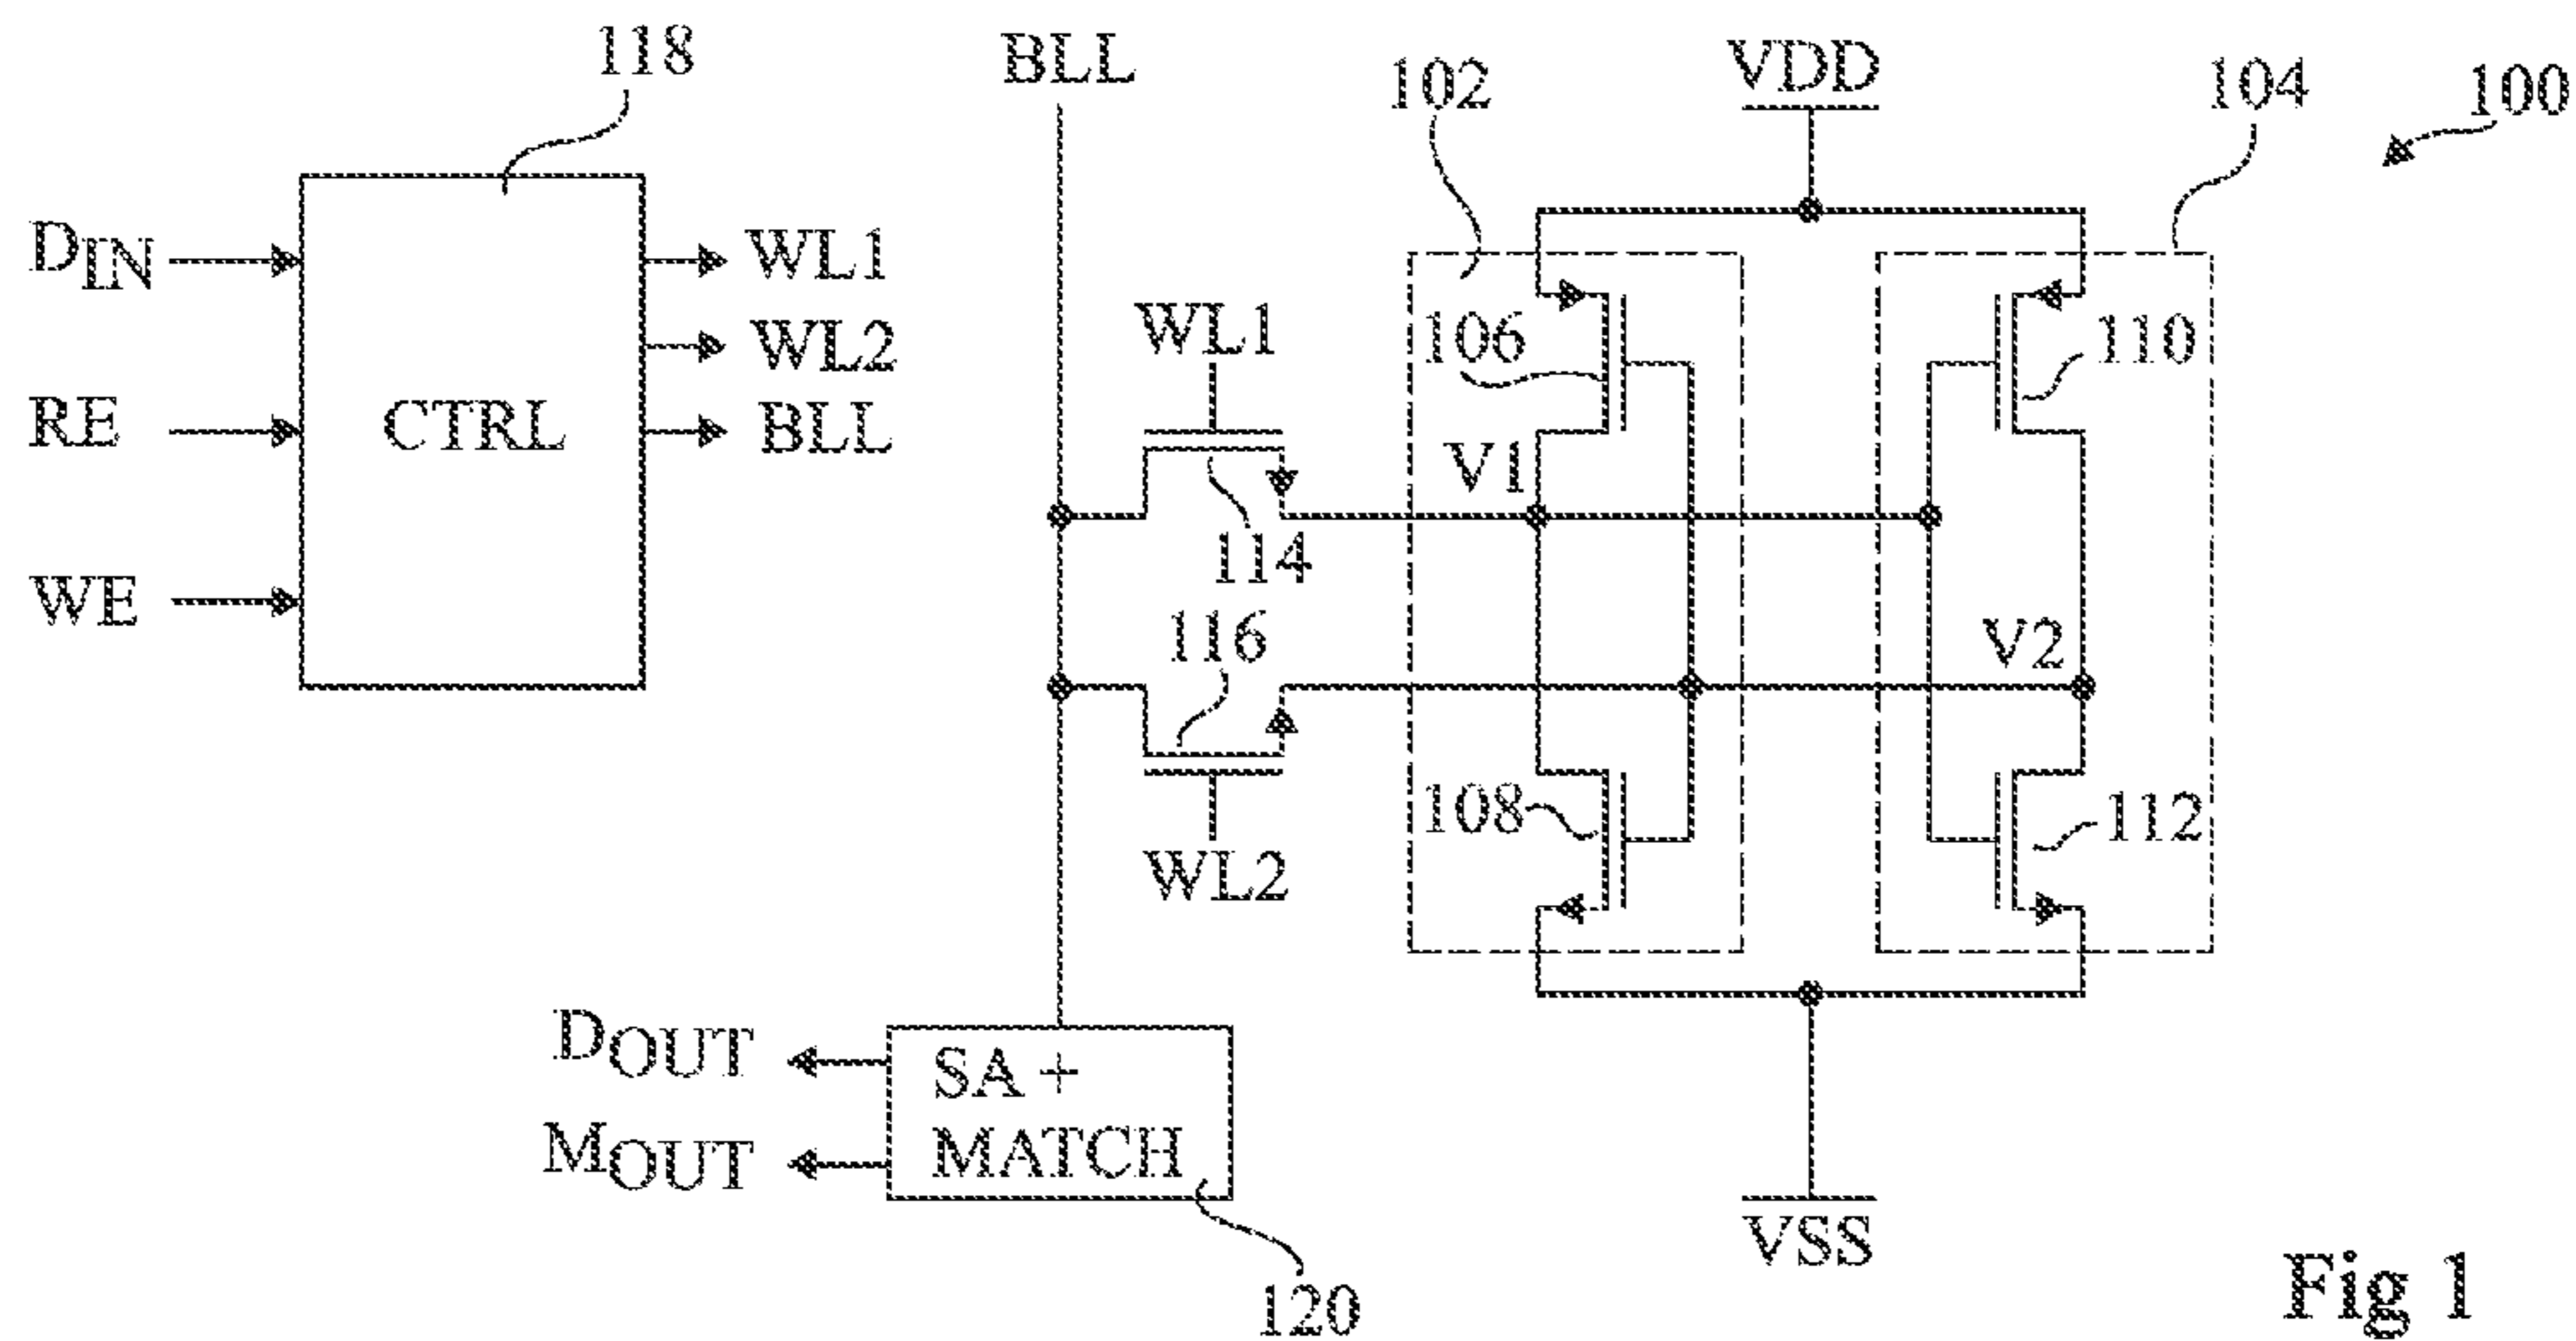 118
BLL
VDD
102
104
100
DIN
WL1
WL2
RE
CTRL
BLL
WE
WL1
106
110
V1
114
116
V2
108
112
WL2
DOUT
SA +
MOUT
MATCH
VSS
120
Fig 1